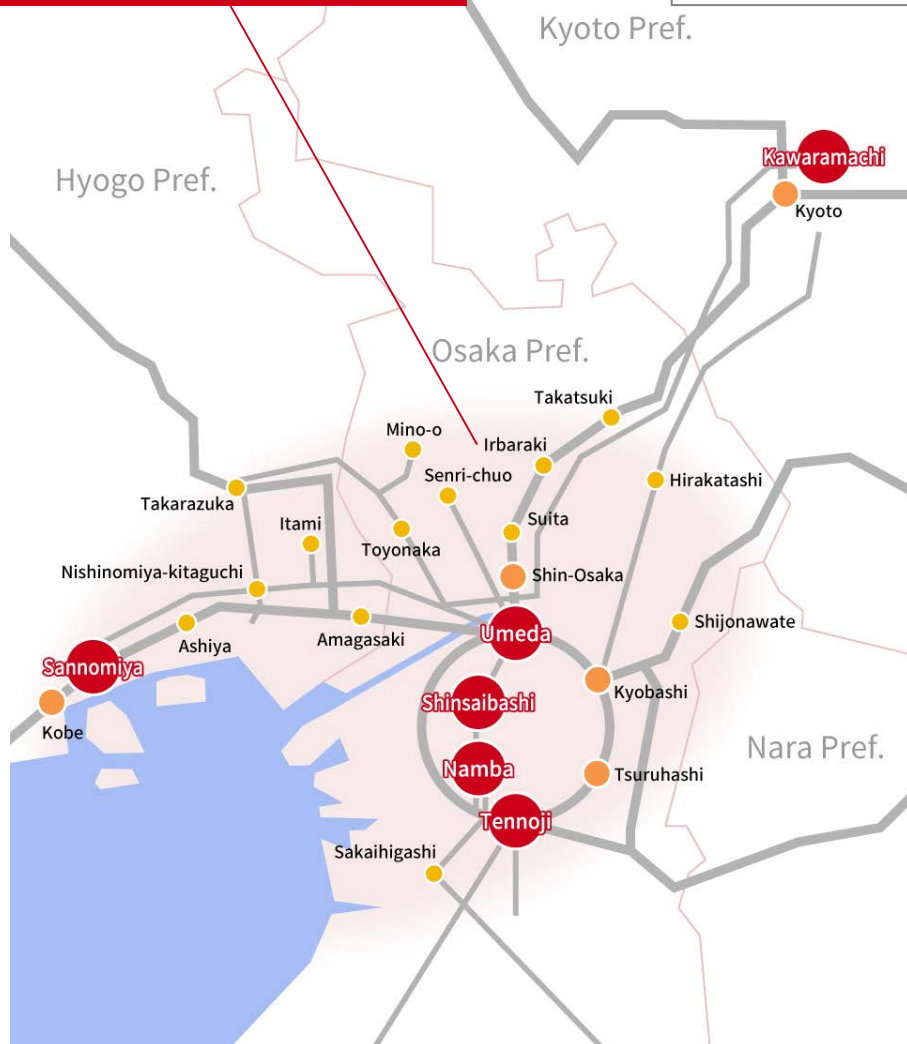 Kyoto Pref.
Kawaramachi
Hyogo Pref.
Kyoto
Osaka Pref.
Takatsuki
Mino-o
Irbaraki
Senri-chuo
Hirakatashi
Takarazuka
Itami
Suita
Toyonaka
Nishinomiya-kitaguchi
Shin-Osaka
Ashiya
Amagasaki
Umeda
Shijonawate
Sannomiya
Shinsaibashi
Kyobashi
Kobe
Nara Pref.
Namba
Tsuruhashi
Tennoji
Sakaihigashi